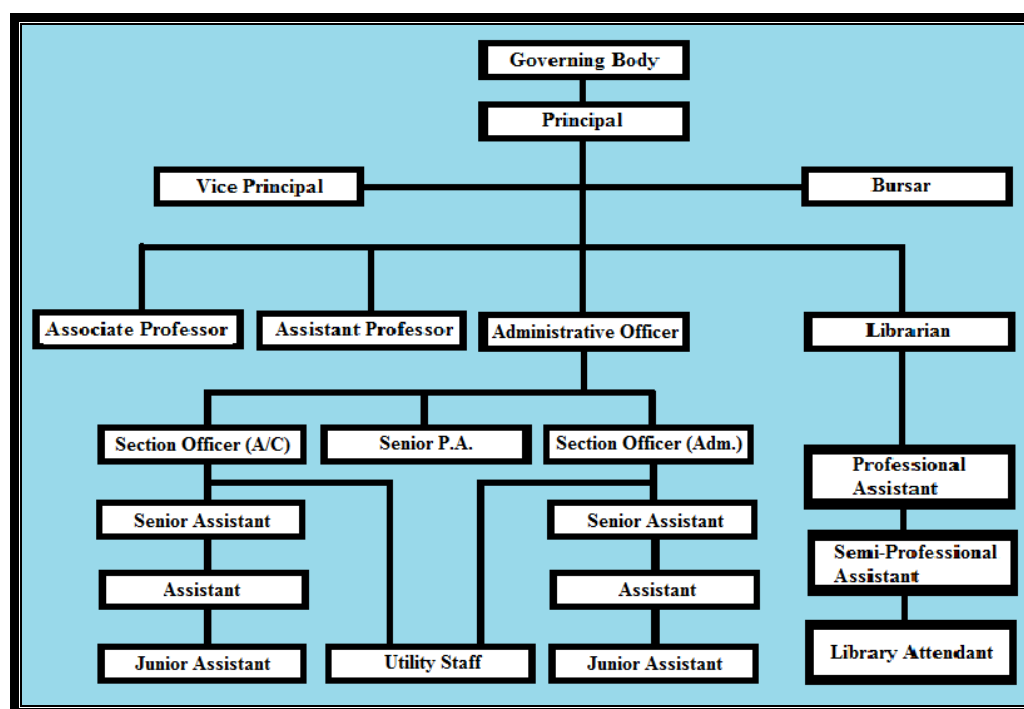 Governing Body
Principal
Vice Principal
Bursar
Associate Professor
Assistant Professor
Administrative Officer
Librarian
Section Officer (A/C)
Senior P.A.
Section Officer (Adm.)
Professional
Assistant
Senior Assistant
Senior Assistant
Semi-Professional
Assistant
Assistant
Assistant
Junior Assistant
Utility Staff
Junior Assistant
Library Attendant